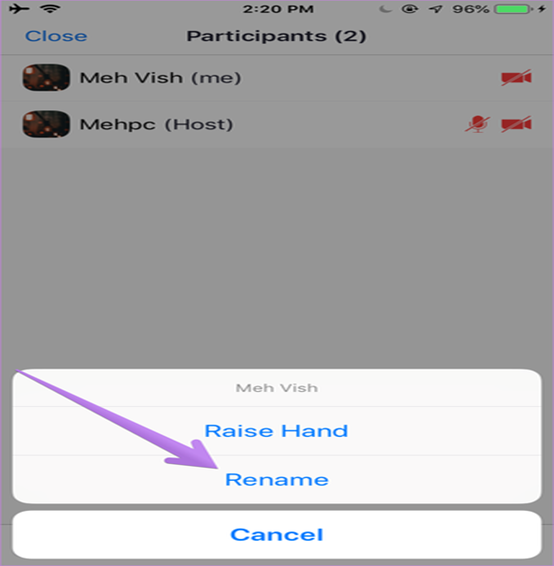 2:20 PM 96%
Close Participants (2)
Meh Vish (me)
Mehpc (Host)
Meh Vish
Raise Hand
Rename
Cancel